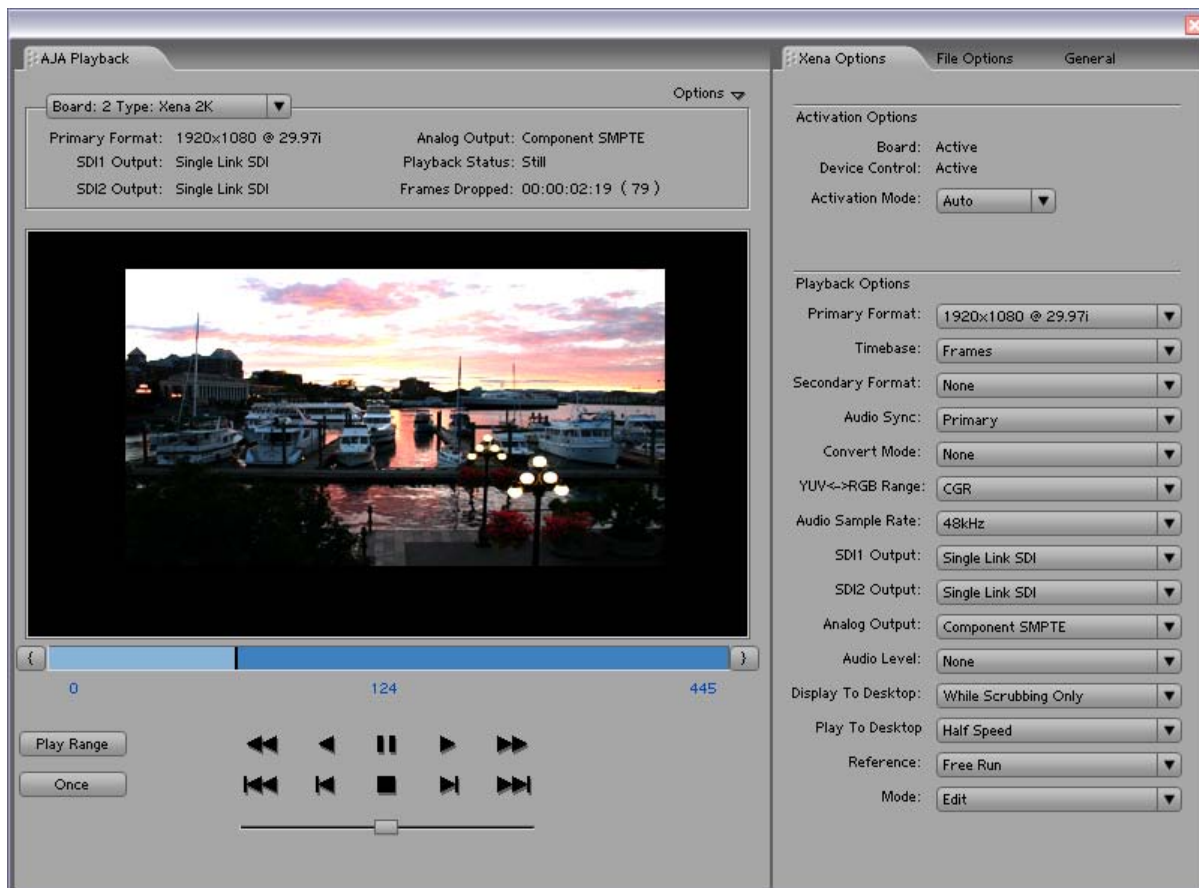 AJA Playback
Options
Board: 2 Type: Xena 2K
Primary Format: 1920x1080 @ 29.97i
Analog Output: Component SMPTE
SDI1 Output: Single Link SDI
Playback Status: Still
SDI2 Output: Single Link SDI
Frames Dropped: 00:00:02:19 ( 79 )
{
}
0
124
445
Play Range
Once
Xena Options
File Options
General
Activation Options
Board: Active
Device Control: Active
Activation Mode: Auto
Playback Options
Primary Format: 1920x1080 @ 29.97i
Timebase: Frames
Secondary Format: None
Audio Sync: Primary
Convert Mode: None
YUV<->RGB Range: CGR
Audio Sample Rate: 48kHz
SDI1 Output: Single Link SDI
SDI2 Output: Single Link SDI
Analog Output: Component SMPTE
Audio Level: None
Display To Desktop: While Scrubbing Only
Play To Desktop Half Speed
Reference: Free Run
Mode: Edit